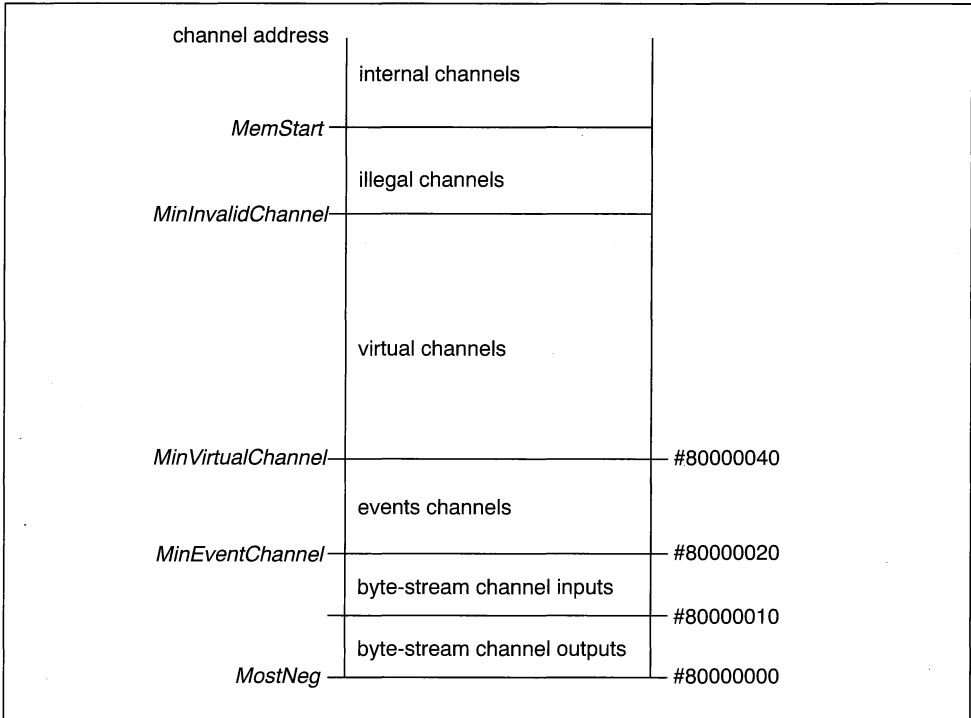 channel address
internal channels
MemStart
illegal channels
MinInvalidChannel
virtual channels
MinVirtualChannel
#80000040
events channels
MinEventChannel
#80000020
byte-stream channel inputs
#80000010
byte-stream channel outputs
MostNeg
#80000000